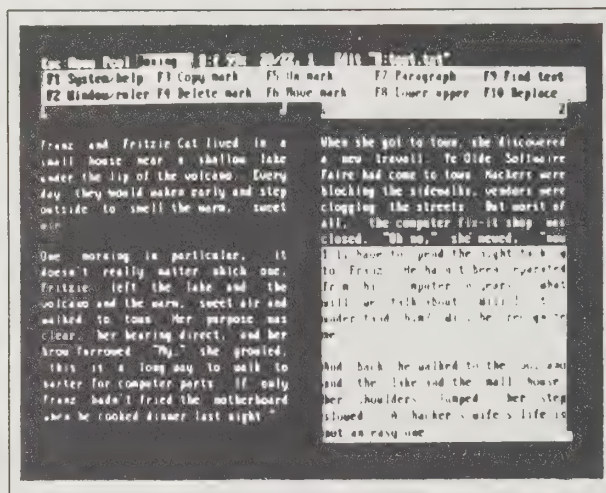 F1 System/help F3 Copy mark F5 Un mark F7 Paragraph F9 Find text
F2 Window/ruler F4 Delete mark F6 Move mark F8 Lower upper F10 Replace
1
2
Franz and Fritzie Cat lived in a
small house near a shallow lake
under the lip of the volcano. Every
day they would waken early and step
outside to smell the warm, sweet
air
One morning in particular, it
doesn't really matter which one,
Fritzie left the lake and the
volcano and the warm, sweet air and
walked to town. Her purpose was
clear, her bearing direct, and her
brow furrowed. "My," she growled,
"this is a long way to walk to
barter for computer parts. If only
Franz hadn't fried the motherboard
when he cooked dinner last night."
When she got to town, she discovered
a new travail. Ye Olde Software
Faire had come to town. Hackers were
blocking the sidewalks, vendors were
clogging the streets. But worst of
all, the computer fix-it shop was
closed. "Oh no," she mewed, "now
to Franz
will we talk about
me
And back he walked to the
and the lake and the mall house.
her shoulders her step
slowed A hacker s wife s life is
not an easy one